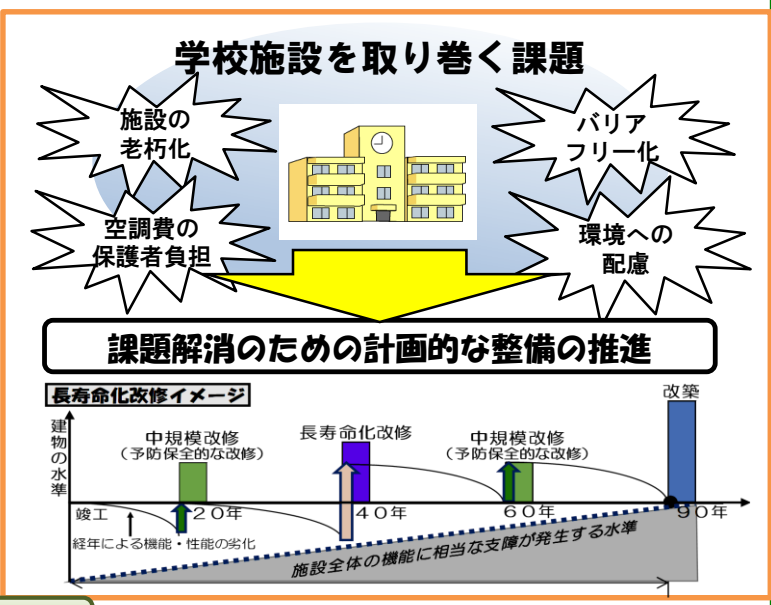 学校施設を取り巻く課題
施設の
老朽化
バリア
フリー化
空調費の
保護者負担
環境への
配慮
課題解消のための計画的な整備の推進
長寿命化改修イメージ
建物の水準
中規模改修
(予防保全的な改修)
長寿命化改修
中規模改修
(予防保全的な改修)
改築
竣工
20年
40年
60年
90年
経年による機能・性能の劣化
施設全体の機能に相当な支障が発生する水準